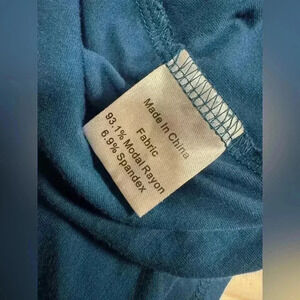 Made In China
Fabric
93.1% Modal Rayon
6.9% Spandex